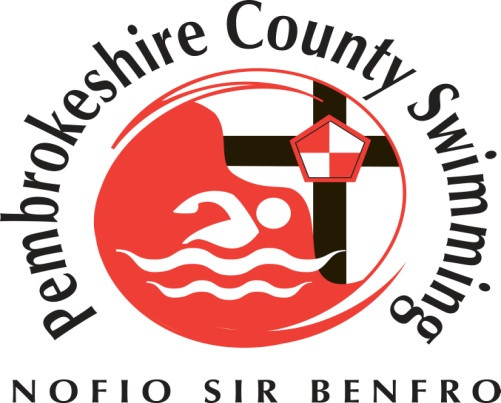 Pembrokeshire County Swimming
NOFIO SIR BENFRO